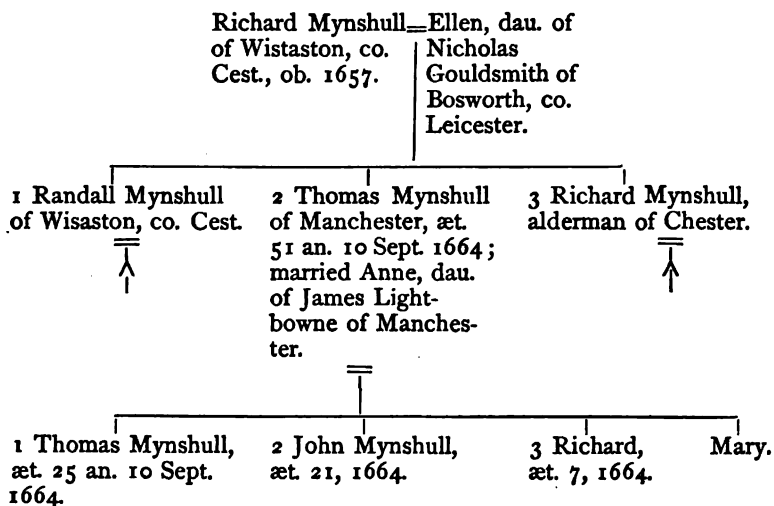 Richard Mynshull=Ellen, dau. of
of Wistaston, co. Nicholas
Cest., ob. 1657. Gouldsmith of
Bosworth, co.
Leicester.
1 Randall Mynshull
of Wisaston, co. Cest.
2 Thomas Mynshull
of Manchester, æt.
51 an. 10 Sept. 1664;
married Anne, dau.
of James Light-
bowne of Manches-
ter.
3 Richard Mynshull,
alderman of Chester.
1 Thomas Mynshull,
æt. 25 an. 10 Sept.
1664.
2 John Mynshull,
æt. 21, 1664.
3 Richard,
æt. 7, 1664.
Mary.